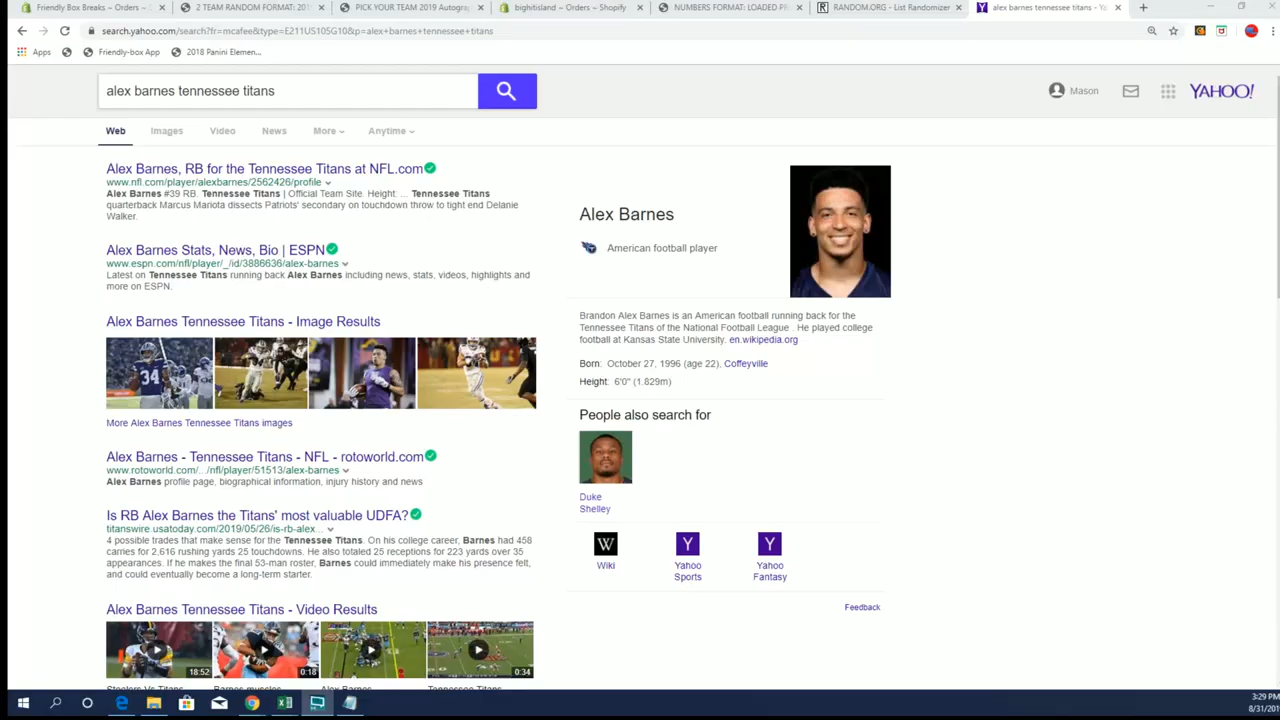 Friendly Box Breaks ~ Orders ~
2 TEAM RANDOM FORMAT: 201
PICK YOUR TEAM 2019 Autograp
bighitisland ~ Orders ~ Shopify
NUMBERS FORMAT: LOADED PR
RANDOM.ORG - List Randomizer
alex barnes tennessee titans - Ya
search.yahoo.com/search?fr=mcafee&type=E211US105G10&p=alex+barnes+tennessee+titans
Apps
Friendly-box App
2018 Panini Elemen...
alex barnes tennessee titans
Mason
YAHOO!
Web Images Video News More Anytime
Alex Barnes, RB for the Tennessee Titans at NFL.com
www.nfl.com/player/alexbarnes/2562426/profile
Alex Barnes #39 RB. Tennessee Titans | Official Team Site. Height: ... Tennessee Titans
quarterback Marcus Mariota dissects Patriots' secondary on touchdown throw to tight end Delanie
Walker.
Alex Barnes Stats, News, Bio | ESPN
www.espn.com/nfl/player/_/id/3886636/alex-barnes
Latest on Tennessee Titans running back Alex Barnes including news, stats, videos, highlights and
more on ESPN.
Alex Barnes Tennessee Titans - Image Results
34
More Alex Barnes Tennessee Titans images
Alex Barnes - Tennessee Titans - NFL - rotoworld.com
www.rotoworld.com/.../nfl/player/51513/alex-barnes
Alex Barnes profile page, biographical information, injury history and news
Is RB Alex Barnes the Titans' most valuable UDFA?
titanswire.usatoday.com/2019/05/26/is-rb-alex...
4 possible trades that make sense for the Tennessee Titans. On his college career, Barnes had 458
carries for 2,616 rushing yards 25 touchdowns. He also totaled 25 receptions for 223 yards over 35
appearances. If he makes the final 53-man roster, Barnes could immediately make his presence felt,
and could eventually become a long-term starter.
Alex Barnes Tennessee Titans - Video Results
18:52
0:18
0:34
Steelers Vs Titans
Barnes muscles
Alex Barnes
Tennessee Titans
Alex Barnes
American football player
Brandon Alex Barnes is an American football running back for the
Tennessee Titans of the National Football League . He played college
football at Kansas State University. en.wikipedia.org
Born: October 27, 1996 (age 22), Coffeyville
Height: 6'0" (1.829m)
People also search for
Duke
Shelley
W
Y
Y
Wiki
Yahoo
Sports
Yahoo
Fantasy
Feedback
3:29 PM
8/31/201